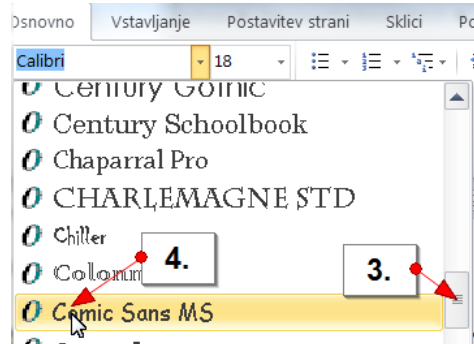 Osnovno Vstavljanje Postavitev strani Sklici
Calibri 18
Century Gothic
Century Schoolbook
Chaparral Pro
CHARLEMAGNE STD
Chiller
4.
3.
Comic Sans MS